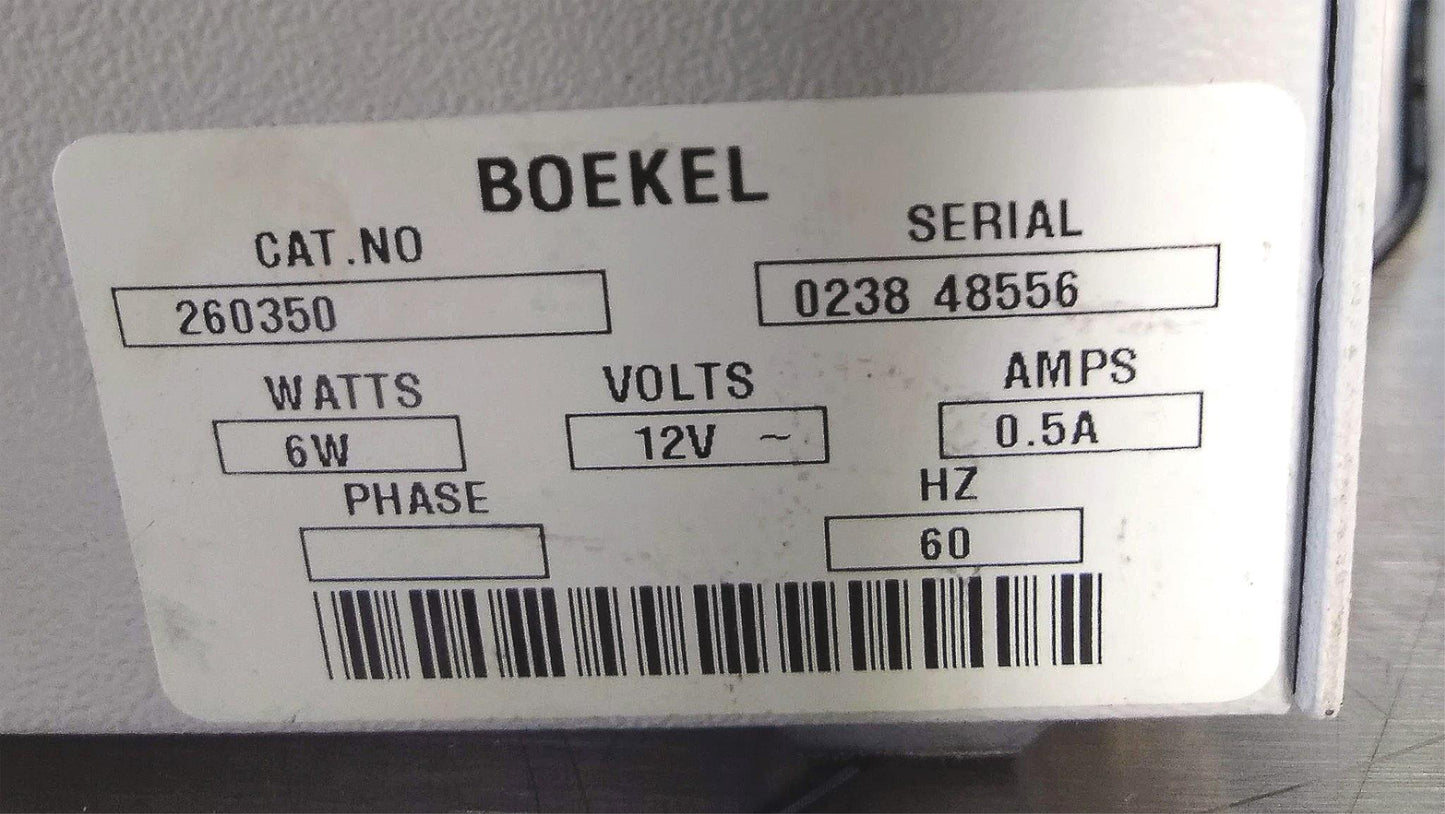 BOEKEL
CAT.NO SERIAL
260350 0238 48556
WATTS VOLTS AMPS
6W 12V ~ 0.5A
PHASE HZ
60